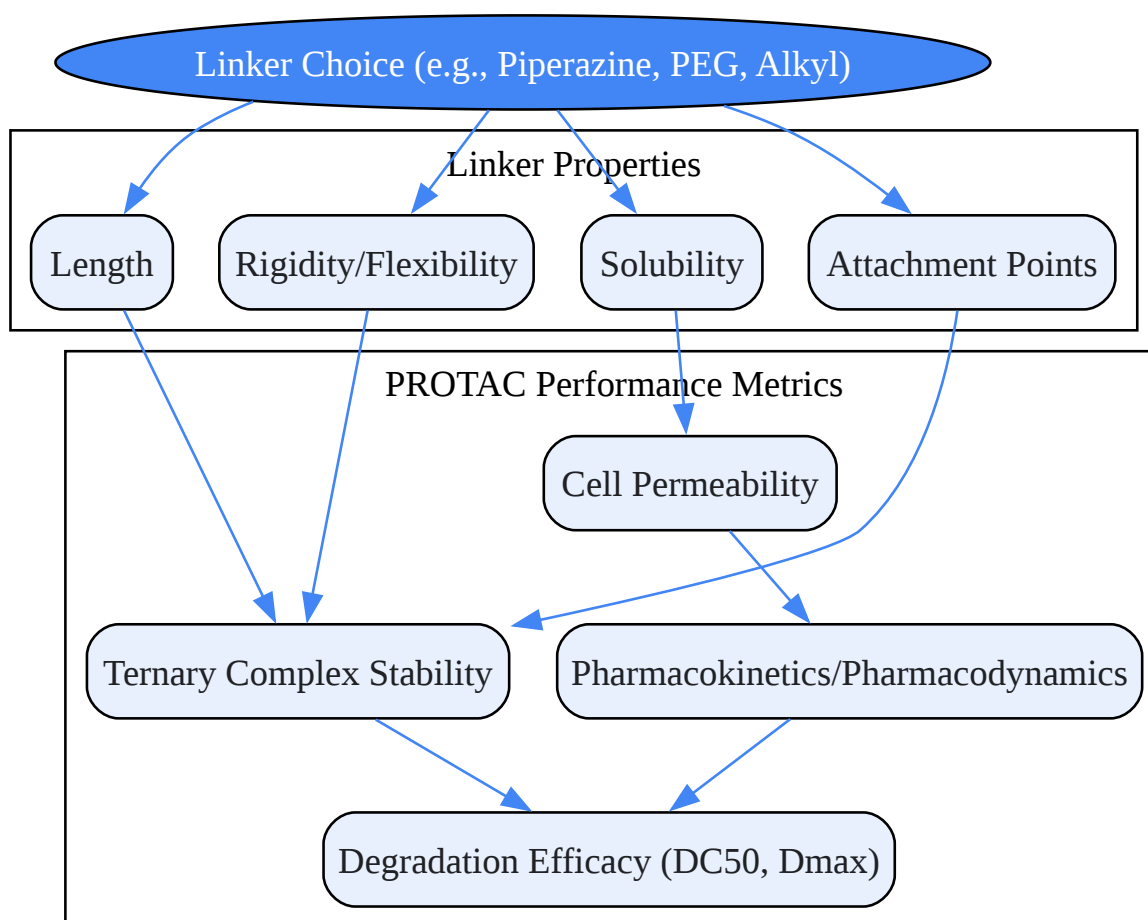 Linker Choice (e.g., Piperazine, PEG, Alkyl)
Linker Properties
Length
Rigidity/Flexibility
Solubility
Attachment Points
PROTAC Performance Metrics
Cell Permeability
Ternary Complex Stability
Pharmacokinetics/Pharmacodynamics
Degradation Efficacy (DC50, Dmax)